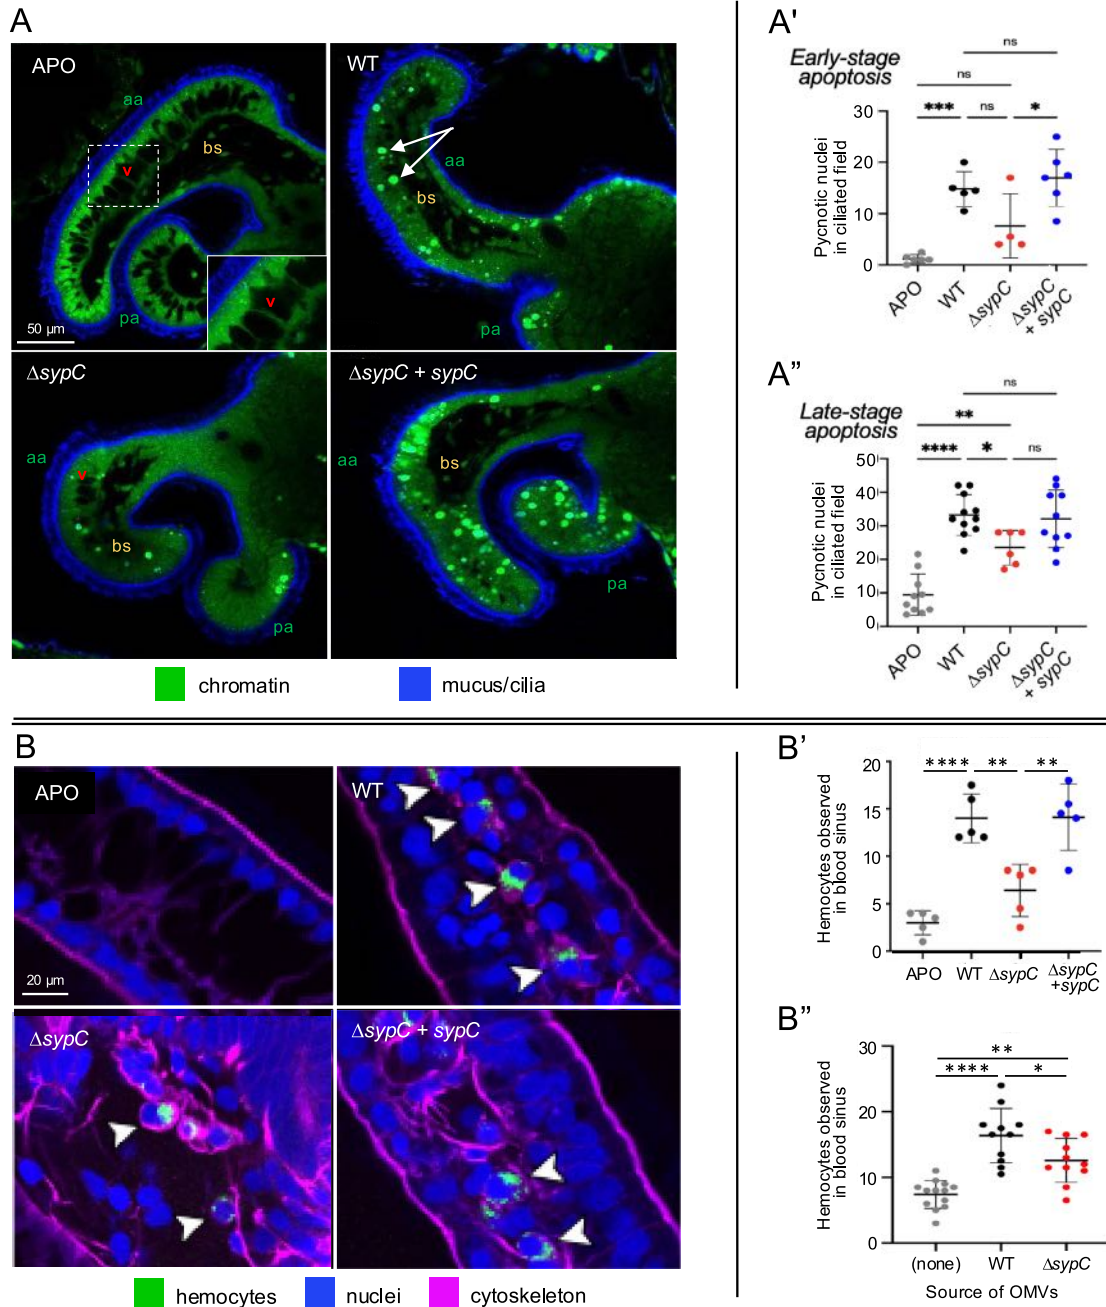 A
APO
aa
v
bs
v
pa
50 µm
WT
aa
bs
pa
ΔsypC
aa
v
bs
pa
ΔsypC + sypC
aa
bs
pa
chromatin
mucus/cilia
A'
Early-stage
apoptosis
ns
ns
*** ns *
Pycnotic nuclei
in ciliated field
30
20
10
0
APO
WT
ΔsypC
ΔsypC
+ sypC
A”
Late-stage
apoptosis
ns
**
**** * ns
Pycnotic nuclei
in ciliated field
50
40
30
20
10
0
APO
WT
ΔsypC
ΔsypC
+ sypC
B
APO
20 µm
WT
ΔsypC
ΔsypC + sypC
hemocytes
nuclei
cytoskeleton
B’
**** ** **
Hemocytes observed
in blood sinus
20
15
10
5
0
APO
WT
ΔsypC
ΔsypC
+sypC
B”
**
**** *
Hemocytes observed
in blood sinus
30
20
10
0
(none)
WT
ΔsypC
Source of OMVs